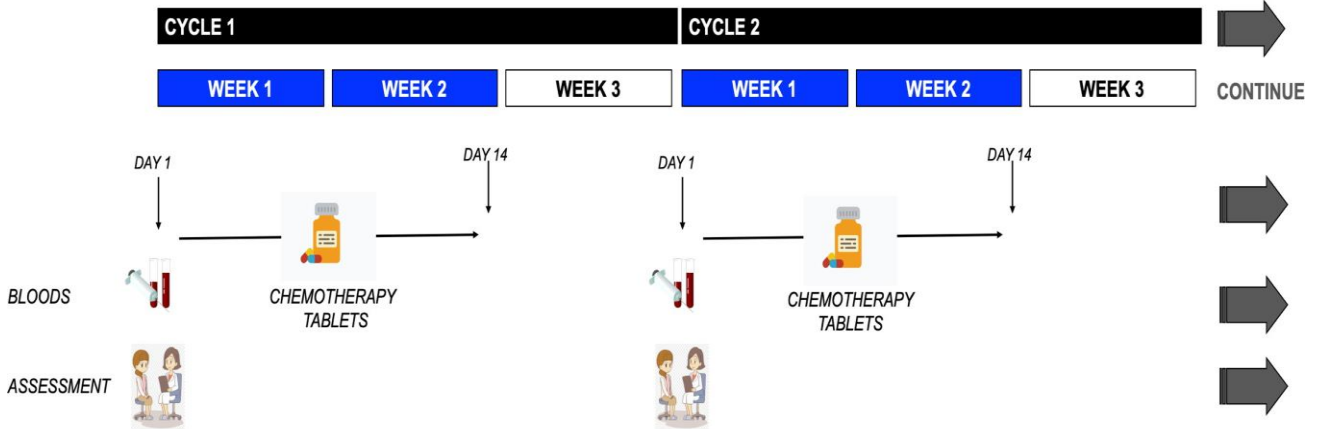 CYCLE 1 CYCLE 2
WEEK 1 WEEK 2 WEEK 3 WEEK 1 WEEK 2 WEEK 3 CONTINUE
DAY 1 DAY 14 DAY 1 DAY 14
BLOODS
CHEMOTHERAPY
TABLETS
CHEMOTHERAPY
TABLETS
ASSESSMENT